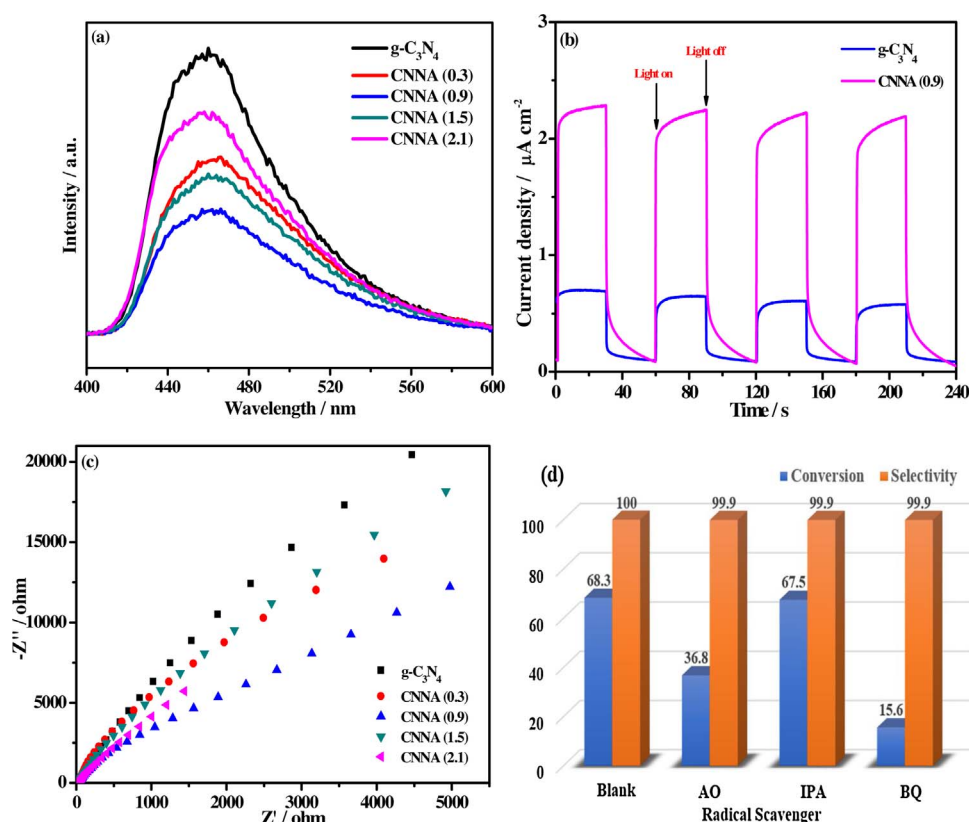 (a)
g-C3N4
CNNA (0.3)
CNNA (0.9)
CNNA (1.5)
CNNA (2.1)
Intensity / a.u.
400 440 480 520 560 600
Wavelength / nm
(b)
g-C3N4
CNNA (0.9)
Light off
Light on
3
2
1
0
Current density / µA cm-2
0 40 80 120 160 200 240
Time / s
(c)
20000
15000
10000
5000
0
-Z'' / ohm
g-C3N4
CNNA (0.3)
CNNA (0.9)
CNNA (1.5)
CNNA (2.1)
0 1000 2000 3000 4000 5000
Z' / ohm
(d)
Conversion Selectivity
100 99.9 99.9 99.9
68.3 36.8 67.5 15.6
100
80
60
40
20
0
Blank AO IPA BQ
Radical Scavenger